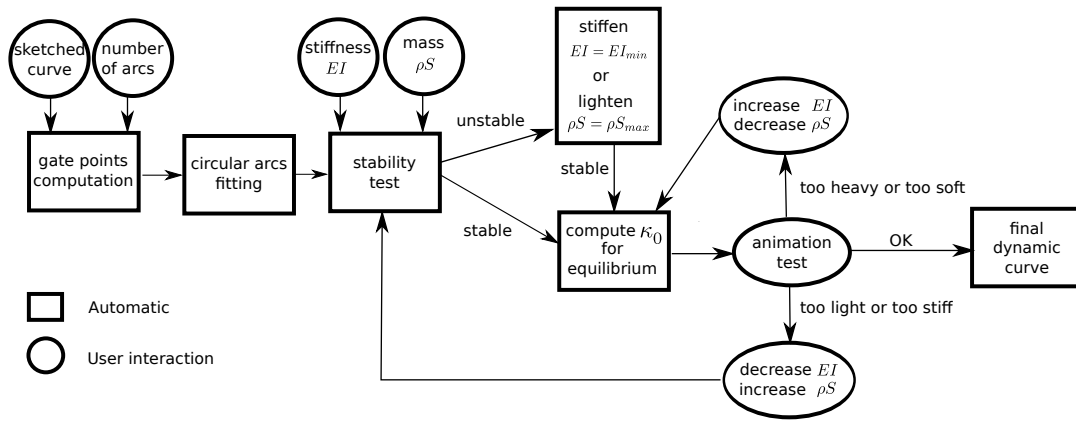 sketched
curve
number
of arcs
stiffness
EI
mass
ρS
gate points
computation
circular arcs
fitting
stability
test
unstable
stable
stiffen
EI = EI_min
or
lighten
ρS = ρS_max
stable
compute κ_0
for
equilibrium
increase EI
decrease ρS
too heavy or too soft
animation
test
OK
final
dynamic
curve
too light or too stiff
decrease EI
increase ρS
Automatic
User interaction